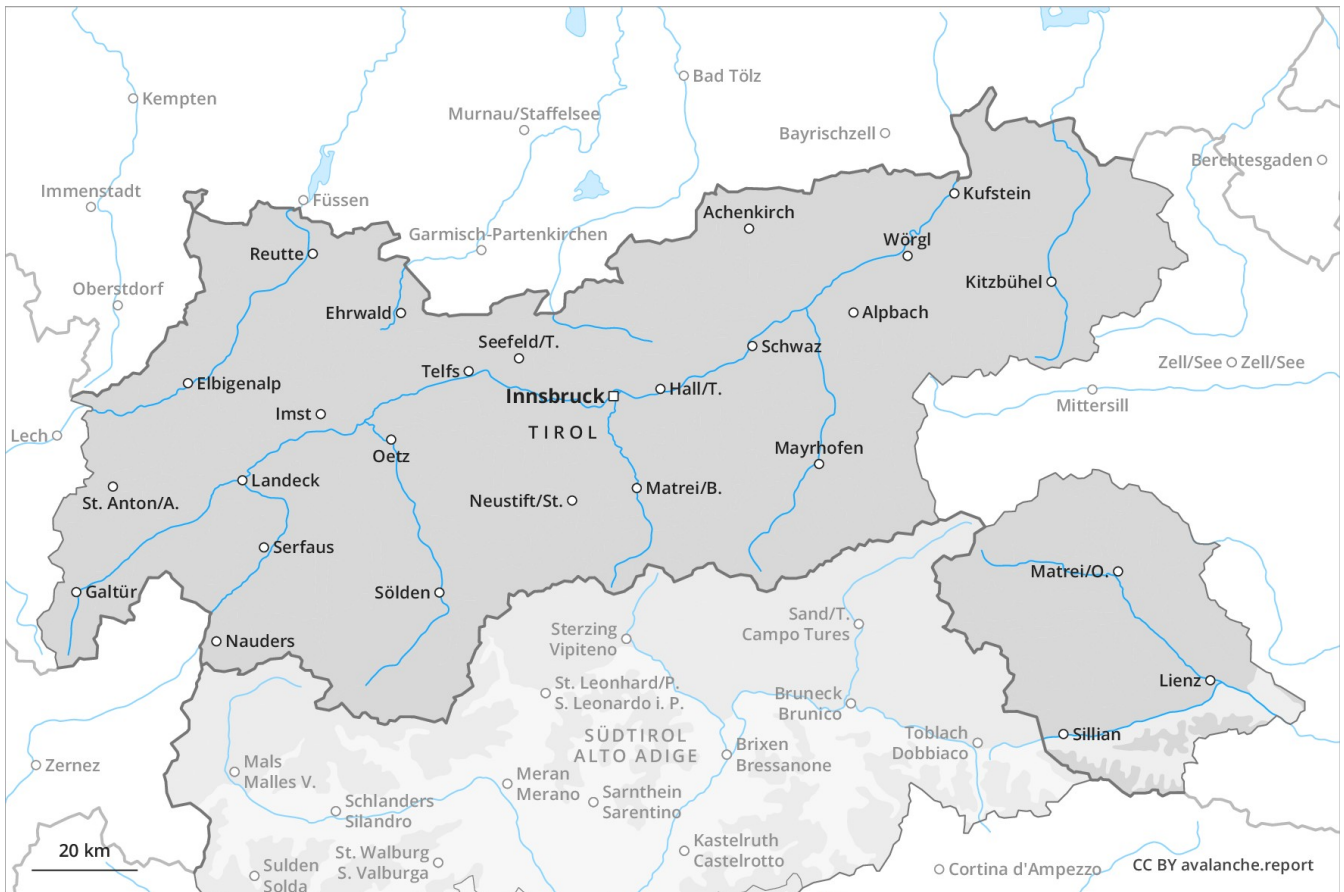 Kempten
Bad Tölz
Murnau/Staffelsee
Bayrischzell
Berchtesgaden
Immenstadt
Füssen
Kufstein
Achenkirch
Garmisch-Partenkirchen
Wörgl
Reutte
Kitzbühel
Oberstdorf
Ehrwald
Alpbach
Seefeld/T.
Schwaz
Zell/See
Zell/See
Telfs
Elbigenalp
Hall/T.
Innsbruck
Mittersill
Imst
TIROL
Lech
Oetz
Mayrhofen
Landeck
Matrei/B.
St. Anton/A.
Neustift/St.
Serfaus
Matrei/O.
Galtür
Sölden
Sand/T.
Campo Tures
Nauders
Sterzing
Vipiteno
Lienz
St. Leonhard/P.
S. Leonardo i. P.
Bruneck
Brunico
SÜDTIROL
ALTO ADIGE
Toblach
Dobbiaco
Sillian
Brixen
Bressanone
Zernez
Mals
Malles V.
Meran
Merano
Sarnthein
Sarentino
Schlanders
Silandro
Kastelruth
Castelrotto
20 km
St. Walburg
S. Valburga
Sulden
Solda
Cortina d'Ampezzo
CC BY avalanche.report